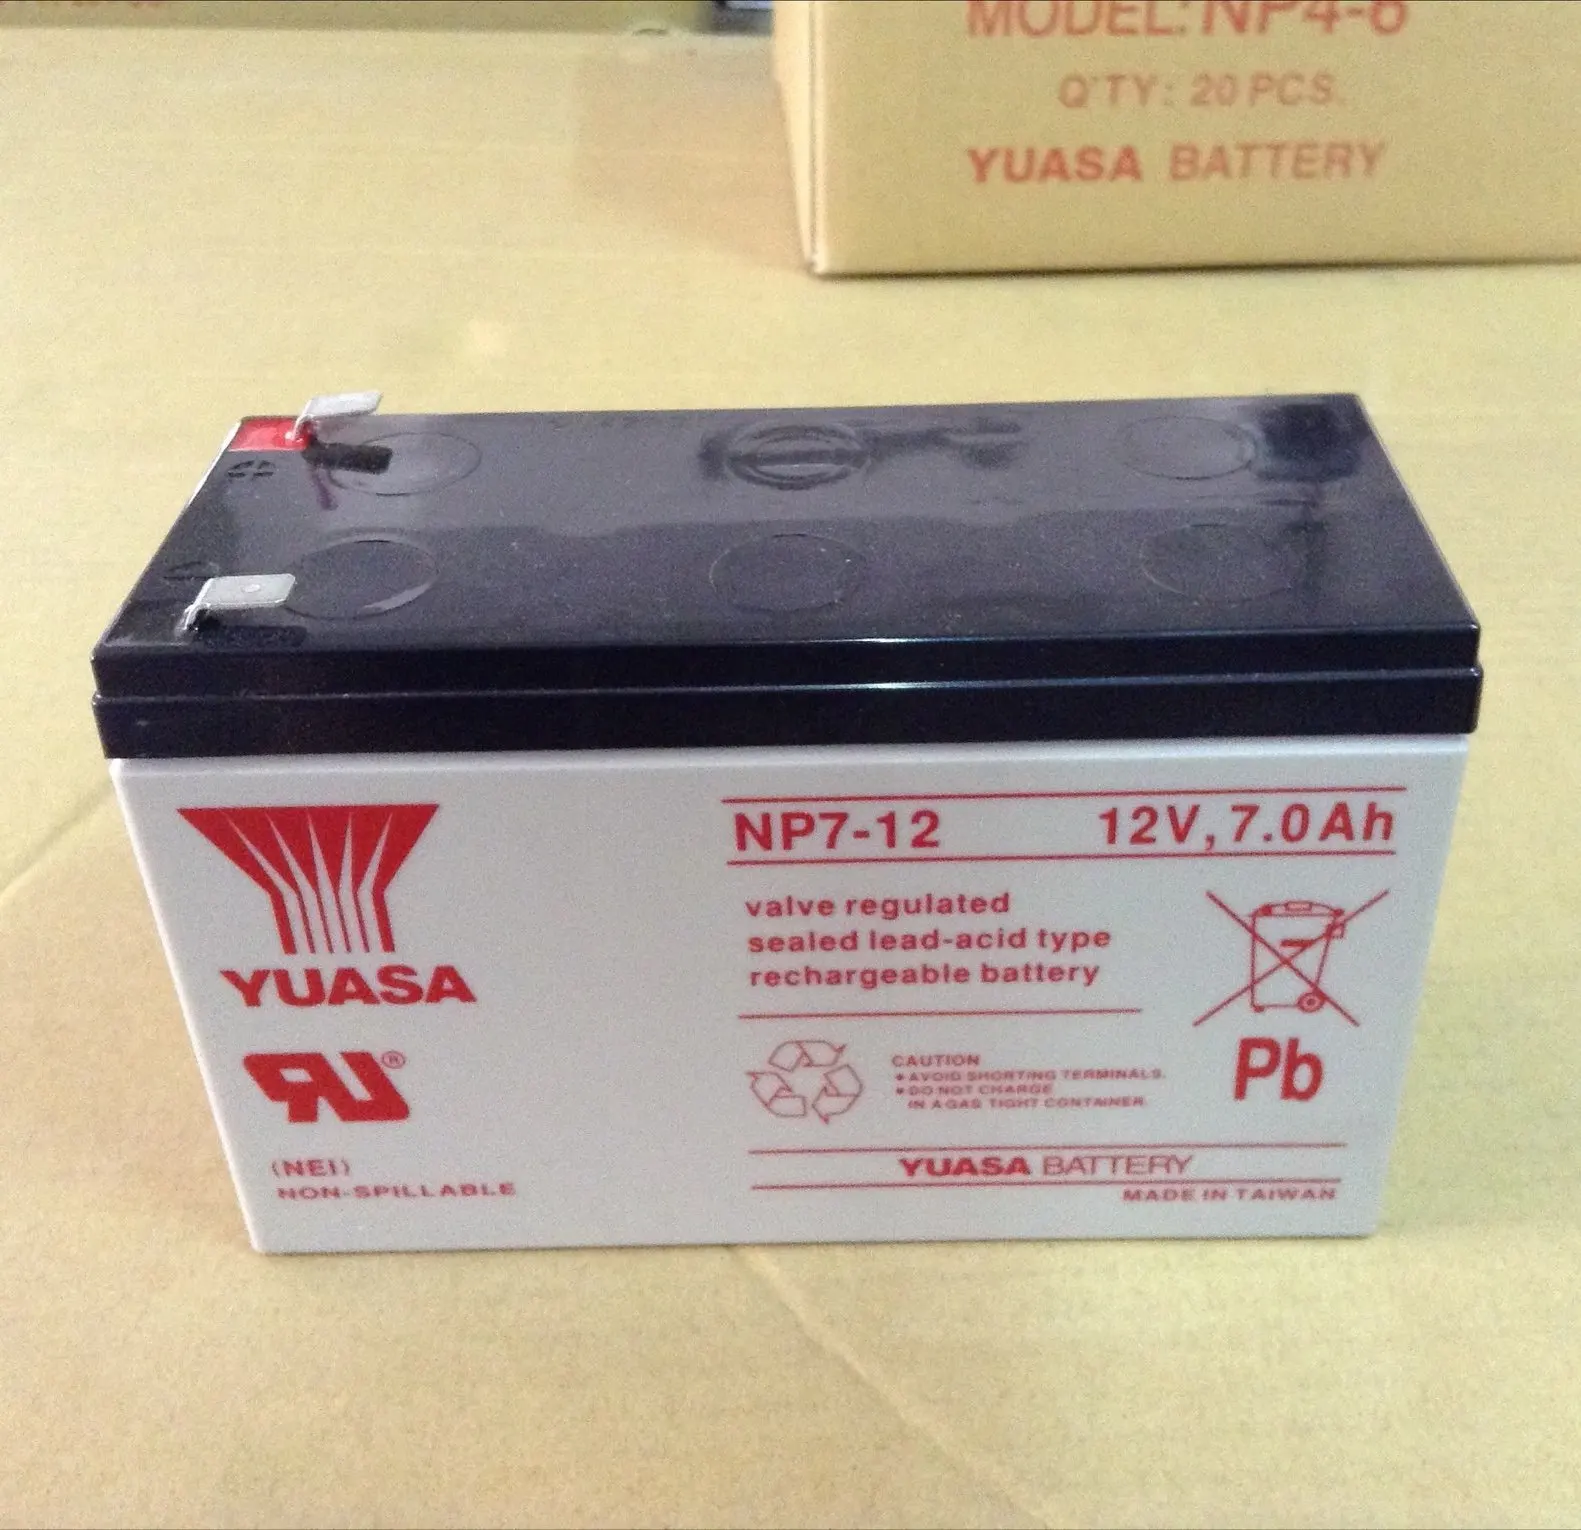 MODEL: NP4-6
Q'TY: 20 PCS.
YUASA BATTERY
YUASA
NP7-12 12V, 7.0Ah
valve regulated
sealed lead-acid type
rechargeable battery
Pb
CAUTION
• AVOID SHORTING TERMINALS.
• DO NOT CHARGE
IN A GAS TIGHT CONTAINER.
RU®
(NEI)
NON-SPILLABLE
YUASA BATTERY
MADE IN TAIWAN